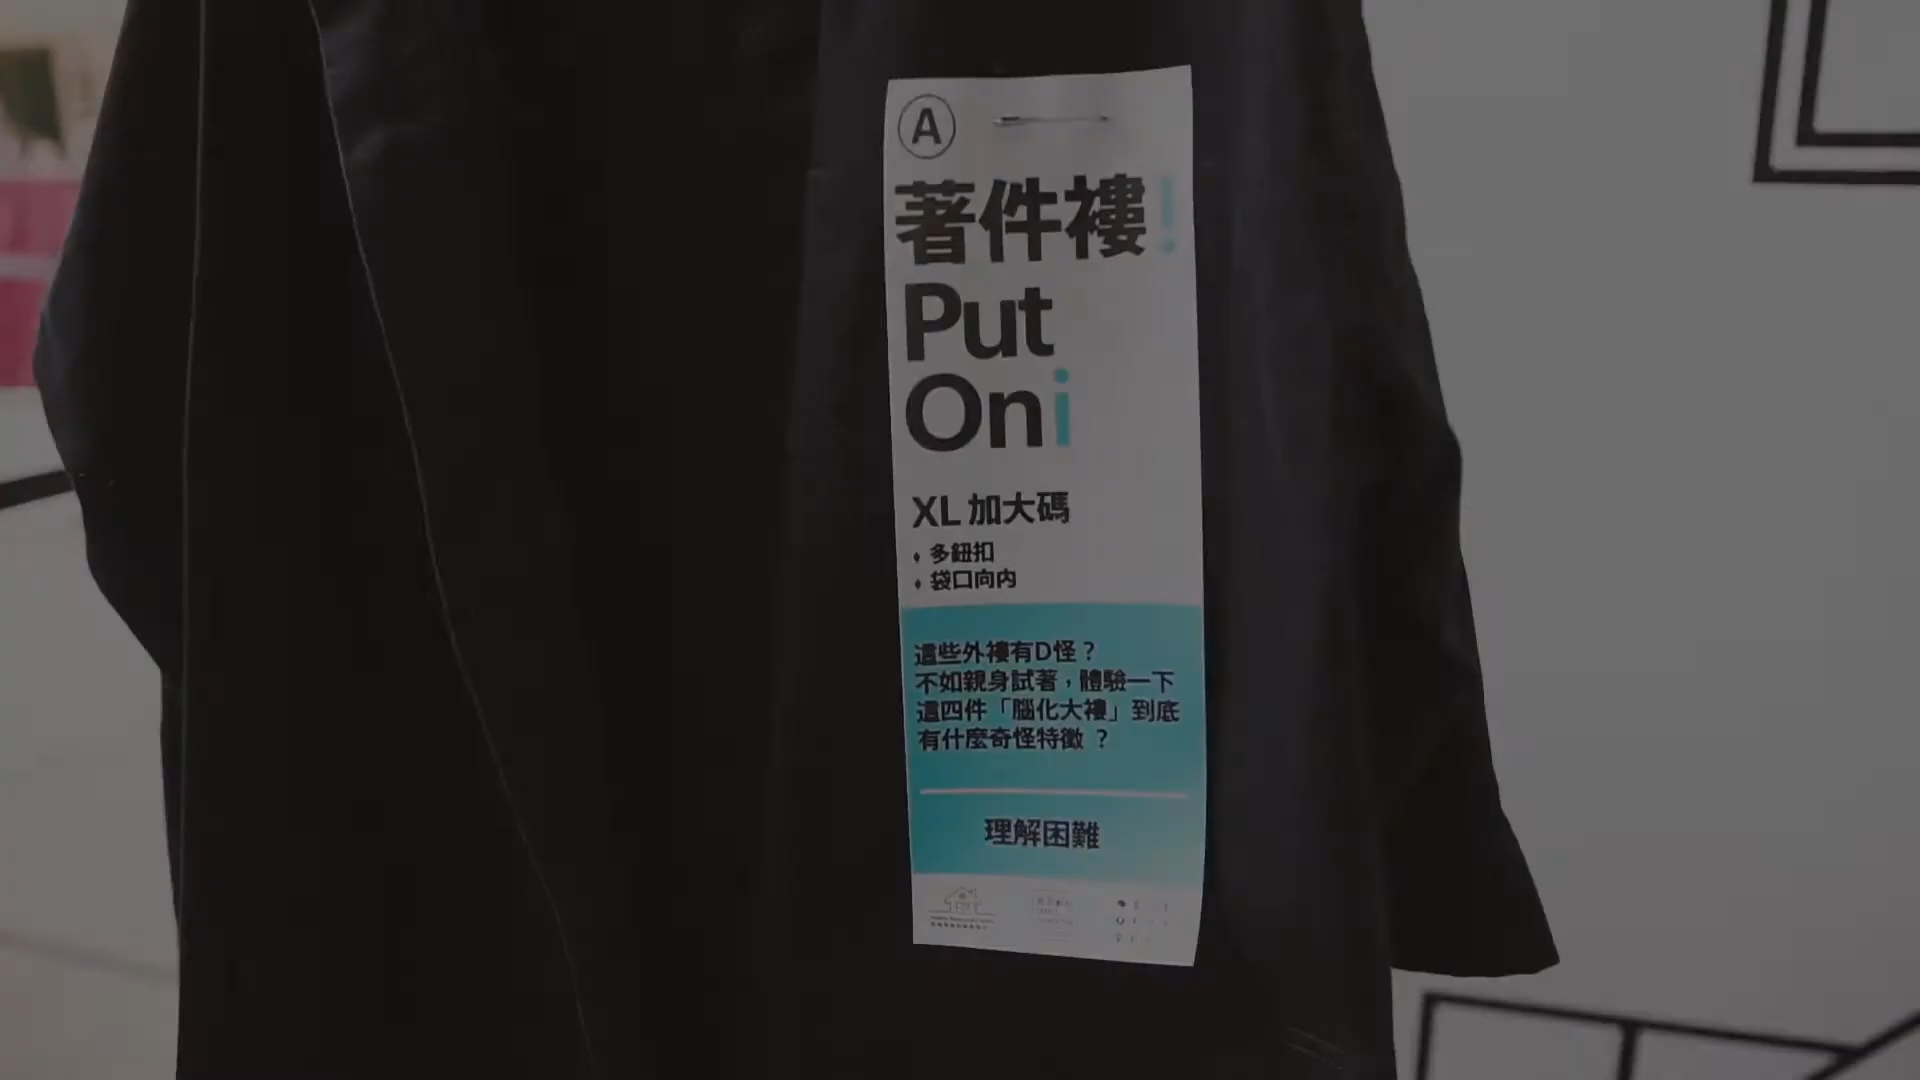 A
著件褸!
Put
On¡
XL 加大碼
• 多鈕扣
• 袋口向內
這些外褸有D怪？
不如親身試著，體驗一下
這四件「腦化大褸」到底
有什麼奇怪特徵 ？
理解困難